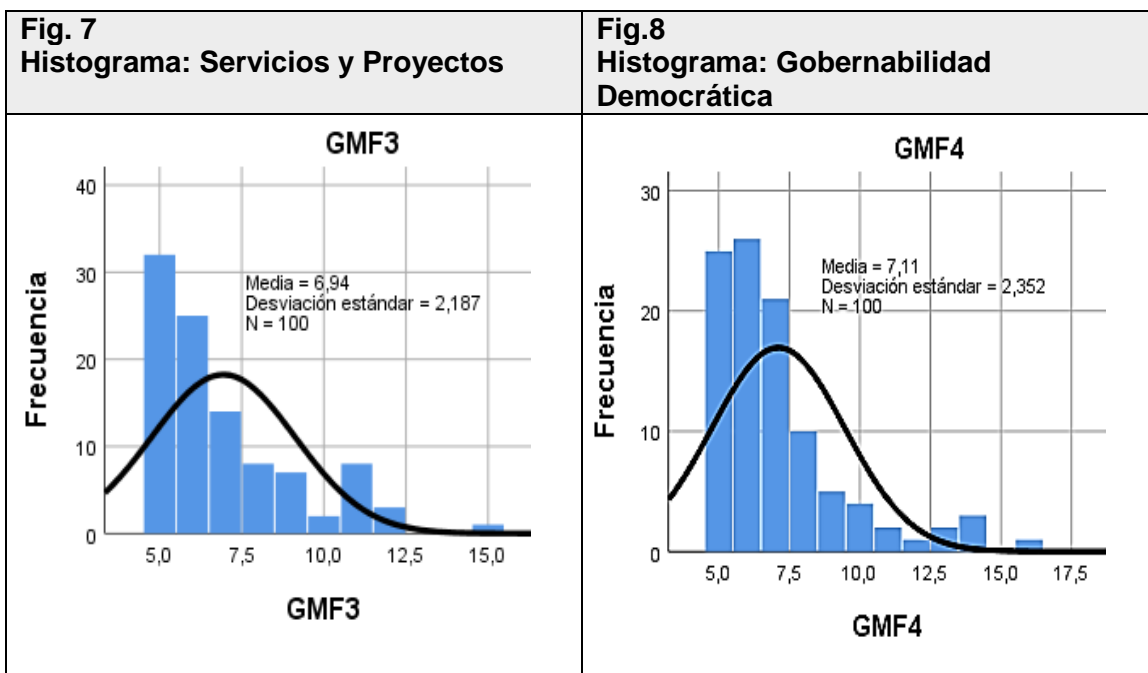 Fig. 7
Histograma: Servicios y Proyectos
Fig.8
Histograma: Gobernabilidad
Democrática
GMF3
40
30
20
10
0
Frecuencia
Media = 6,94
Desviación estándar = 2,187
N = 100
5,0 7,5 10,0 12,5 15,0
GMF3
GMF4
30
20
10
0
Frecuencia
Media = 7,11
Desviación estándar = 2,352
N = 100
5,0 7,5 10,0 12,5 15,0 17,5
GMF4